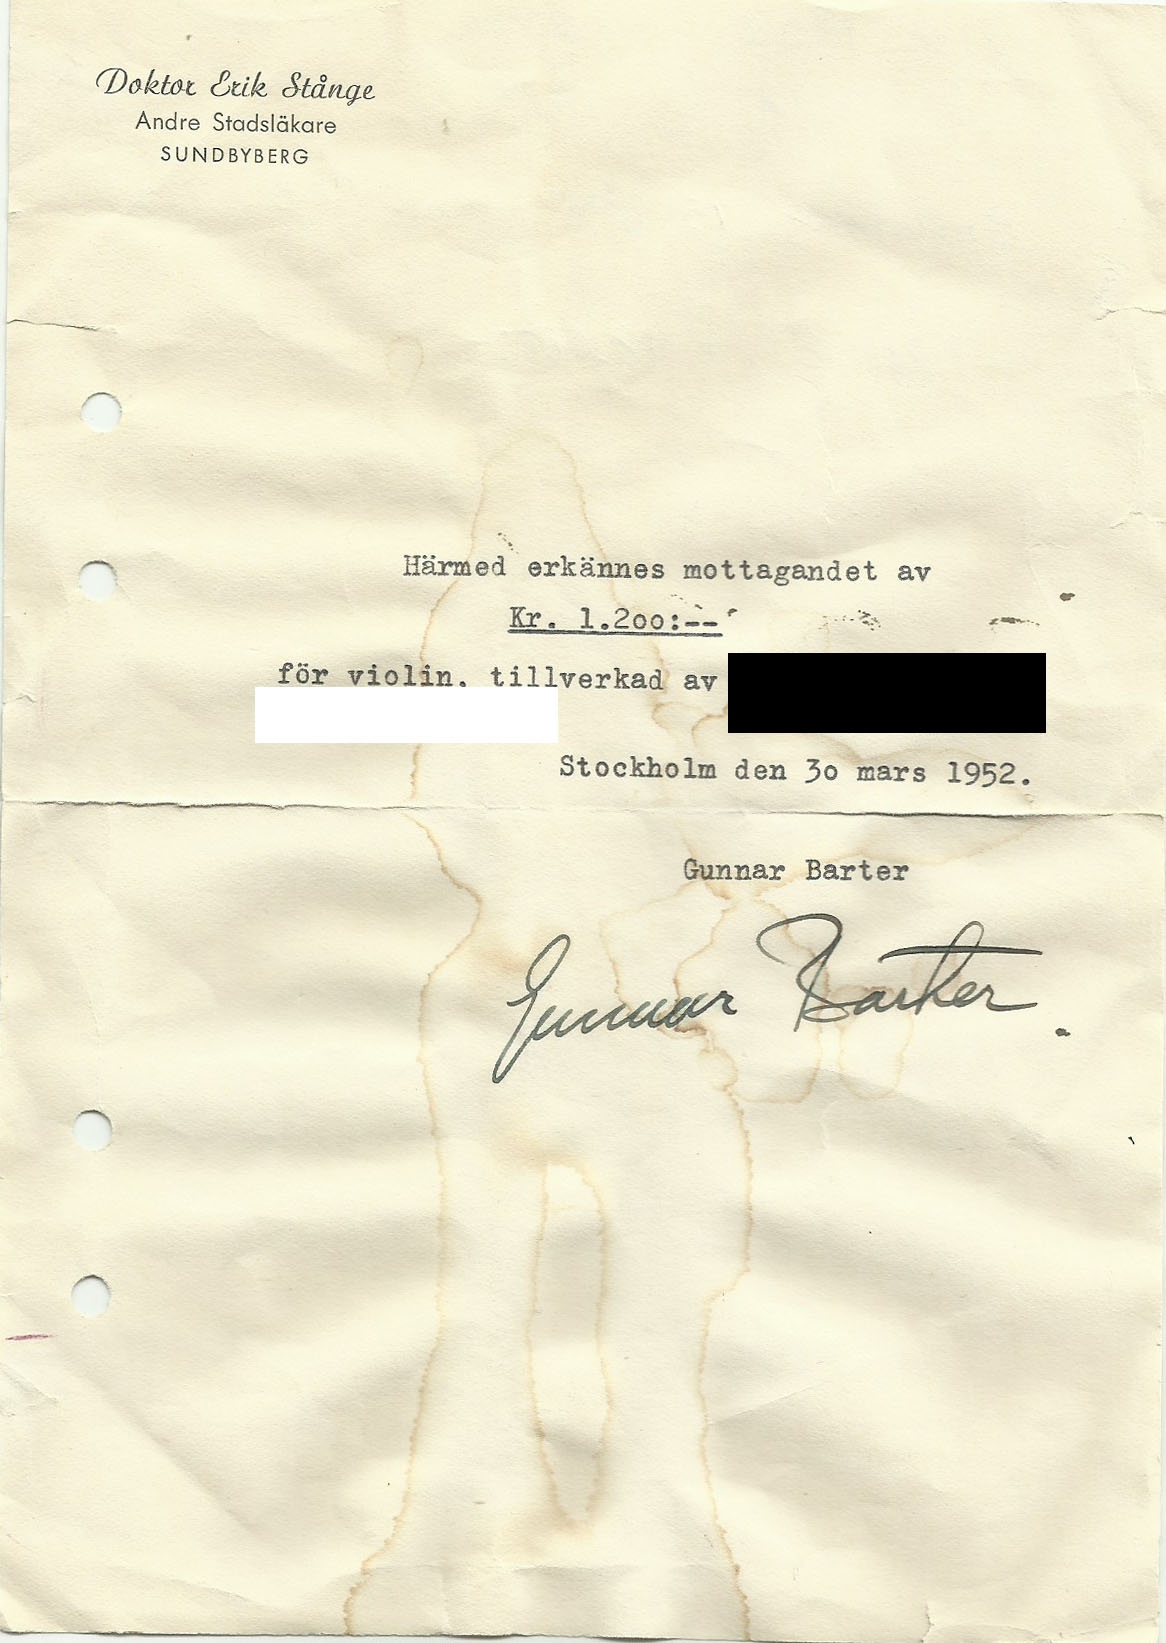 Doktor Erik Stånge
Andre Stadsläkare
SUNDBYBERG
Härmed erkännes mottagandet av
Kr. 1.2oo:--
för violin, tillverkad av
Stockholm den 3o mars 1952.
Gunnar Barter
Gunnar Barter